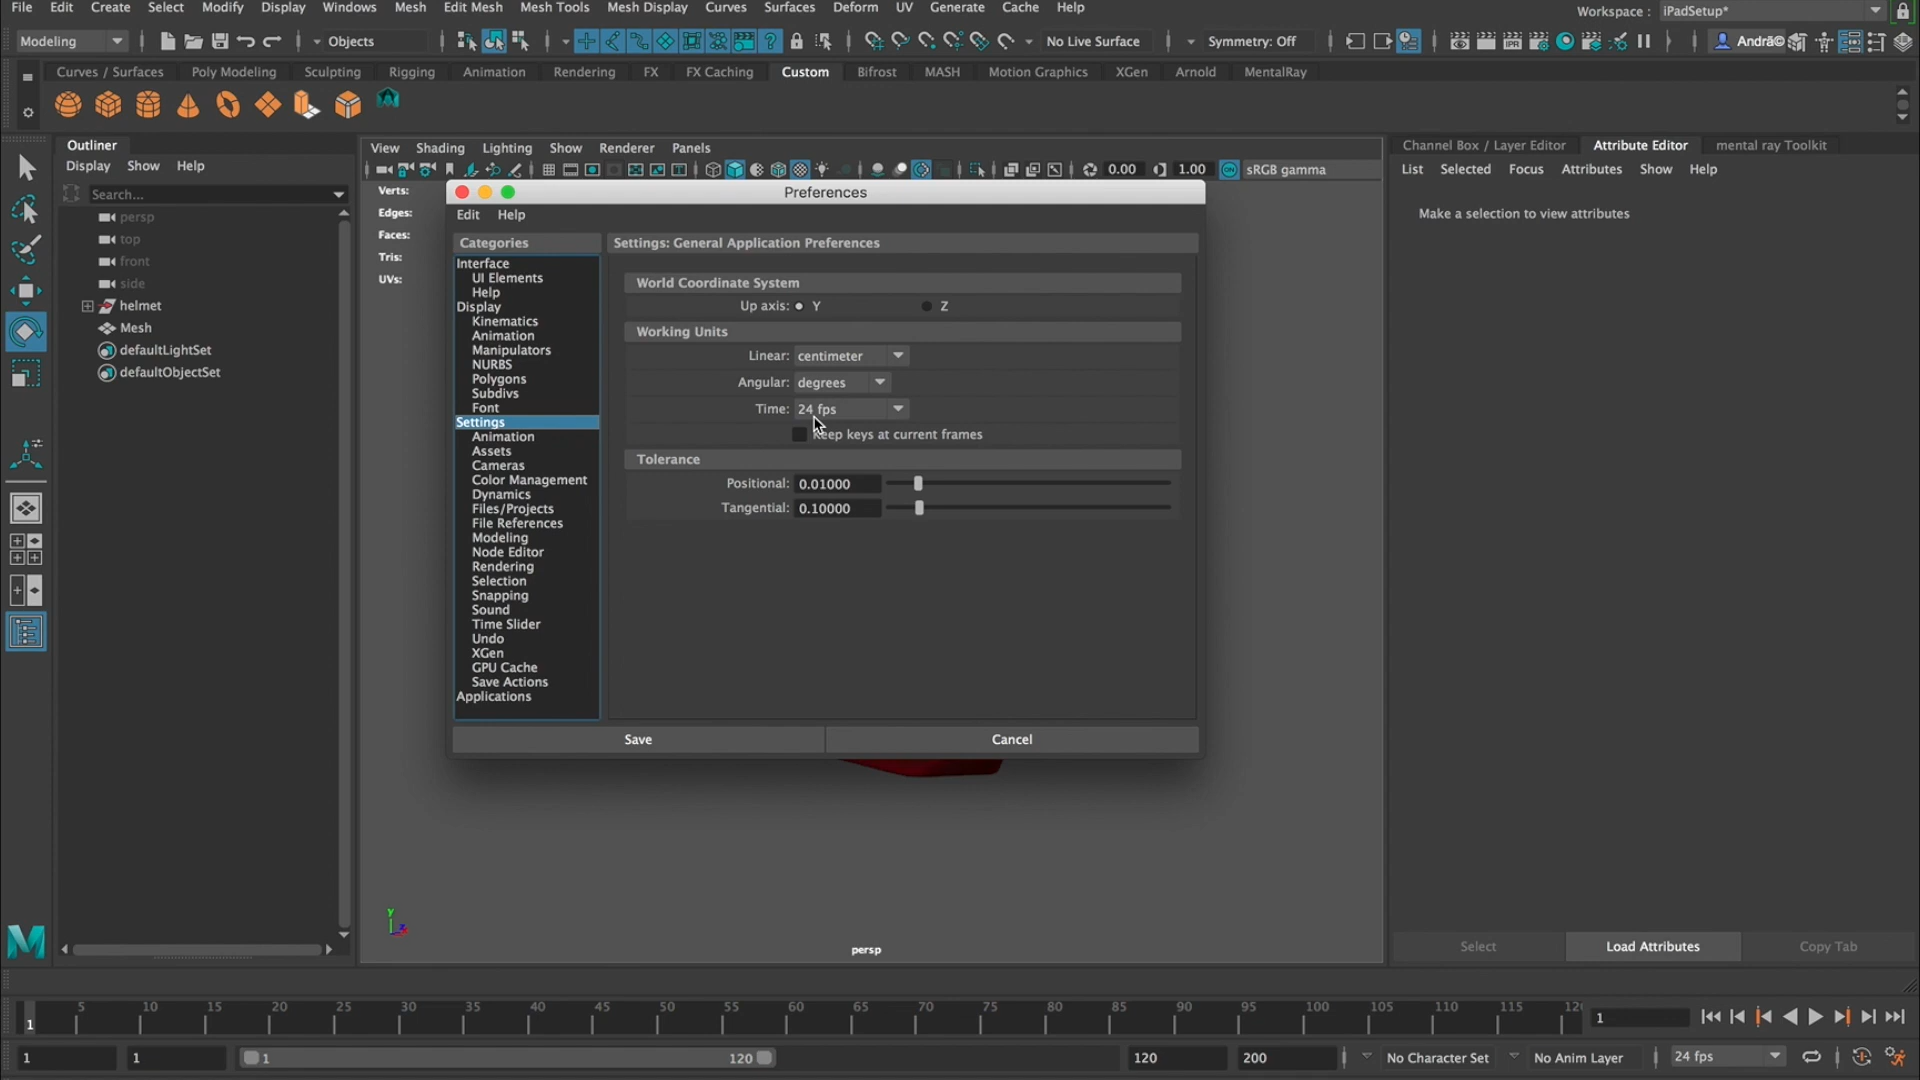 File Edit Create Select Modify Display Windows Mesh Edit Mesh Mesh Tools Mesh Display Curves Surfaces Deform UV Generate Cache Help Workspace : iPadSetup*
Modeling Objects No Live Surface Symmetry: Off Andrã©
Curves / Surfaces Poly Modeling Sculpting Rigging Animation Rendering FX FX Caching Custom Bifrost MASH Motion Graphics XGen Arnold MentalRay
Outliner
Display Show Help
Search...
persp
top
front
side
helmet
Mesh
defaultLightSet
defaultObjectSet
View Shading Lighting Show Renderer Panels
IPR 0.00 1.00 ON sRGB gamma
Verts:
Edges:
Faces:
Tris:
UVs:
Preferences
Edit Help
Categories
Interface
UI Elements
Help
Display
Kinematics
Animation
Manipulators
NURBS
Polygons
Subdivs
Font
Settings
Animation
Assets
Cameras
Color Management
Dynamics
Files/Projects
File References
Modeling
Node Editor
Rendering
Selection
Snapping
Sound
Time Slider
Undo
XGen
GPU Cache
Save Actions
Applications
Settings: General Application Preferences
World Coordinate System
Up axis: Y Z
Working Units
Linear: centimeter
Angular: degrees
Time: 24 fps
Keep keys at current frames
Tolerance
Positional: 0.01000
Tangential: 0.10000
Save Cancel
Y
Z
persp
Channel Box / Layer Editor Attribute Editor mental ray Toolkit
List Selected Focus Attributes Show Help
Make a selection to view attributes
Select Load Attributes Copy Tab
5 10 15 20 25 30 35 40 45 50 55 60 65 70 75 80 85 90 95 100 105 110 115 12
1 1
1 1 1 120 120 200 No Character Set No Anim Layer 24 fps